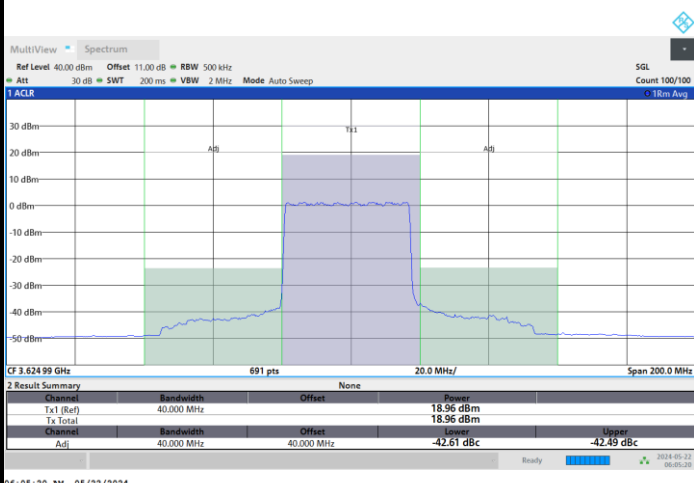 MultiView Spectrum
Ref Level 40.00 dBm Offset 11.00 dB RBW 500 kHz SGL
Att 30 dB SWT 200 ms VBW 2 MHz Mode Auto Sweep Count 100/100
1 ACLR 1Rm Avg
Tx1
Adj Adj
30 dBm
20 dBm
10 dBm
0 dBm
-10 dBm
-20 dBm
-30 dBm
-40 dBm
-50 dBm
CF 3.624 99 GHz 691 pts 20.0 MHz/ Span 200.0 MHz
2 Result Summary None
Channel Bandwidth Offset Power
Tx1 (Ref) 40.000 MHz 18.96 dBm
Tx Total 18.96 dBm
Channel Bandwidth Offset Lower Upper
Adj 40.000 MHz 40.000 MHz -42.61 dBc -42.49 dBc
Ready 2024-05-22
06:05:20